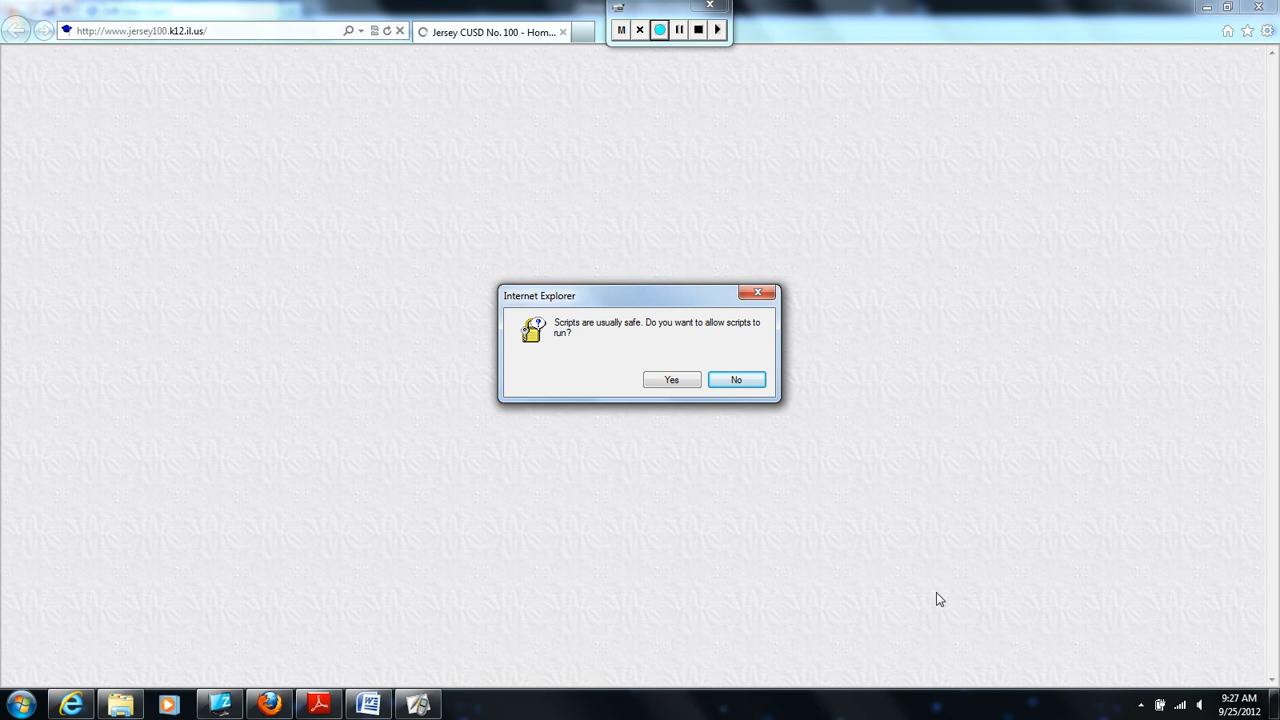 http://www.jersey100.k12.il.us/
Jersey CUSD No. 100 - Hom...
M
Internet Explorer
Scripts are usually safe. Do you want to allow scripts to
run?
Yes
No
9:27 AM
9/25/2012